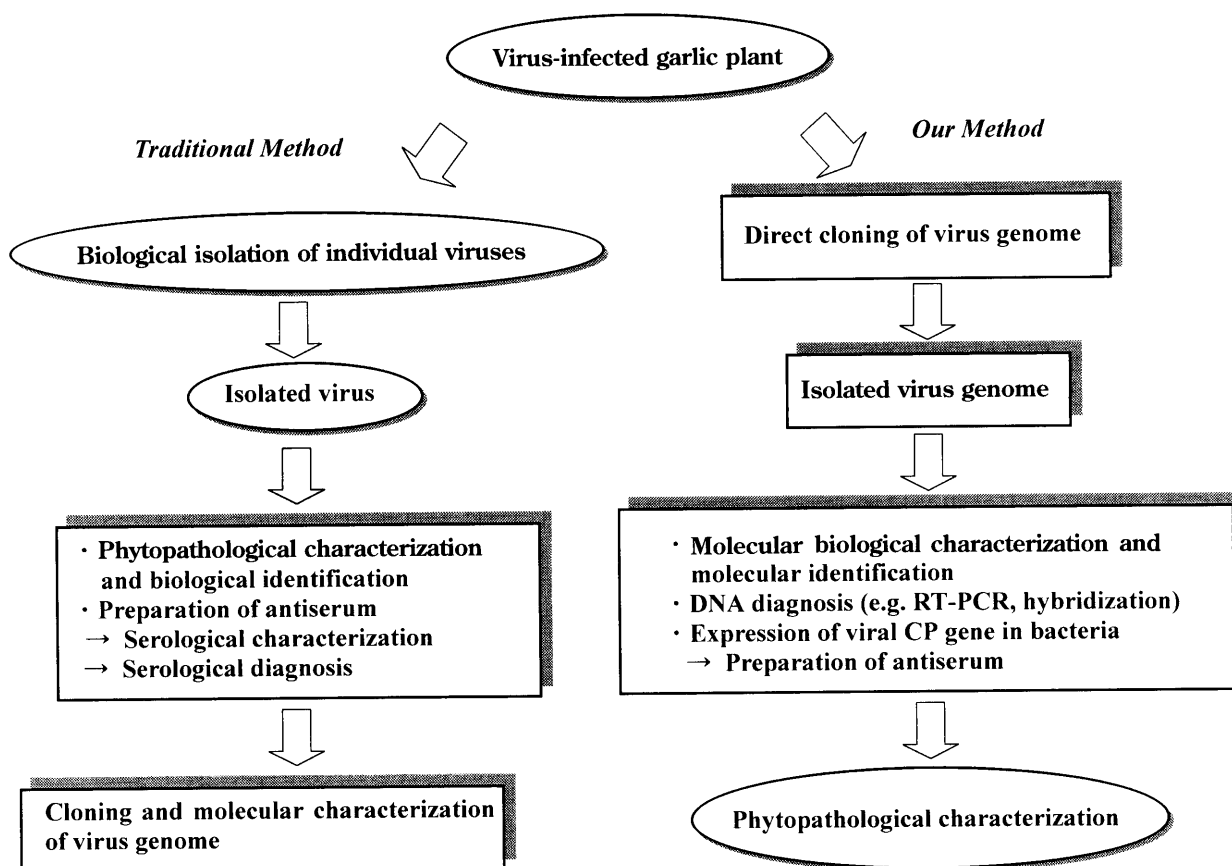 Virus-infected garlic plant
Traditional Method
Biological isolation of individual viruses
Isolated virus
· Phytopathological characterization
and biological identification
· Preparation of antiserum
→ Serological characterization
→ Serological diagnosis
Cloning and molecular characterization
of virus genome
Our Method
Direct cloning of virus genome
Isolated virus genome
· Molecular biological characterization and
molecular identification
· DNA diagnosis (e.g. RT-PCR, hybridization)
· Expression of viral CP gene in bacteria
→ Preparation of antiserum
Phytopathological characterization